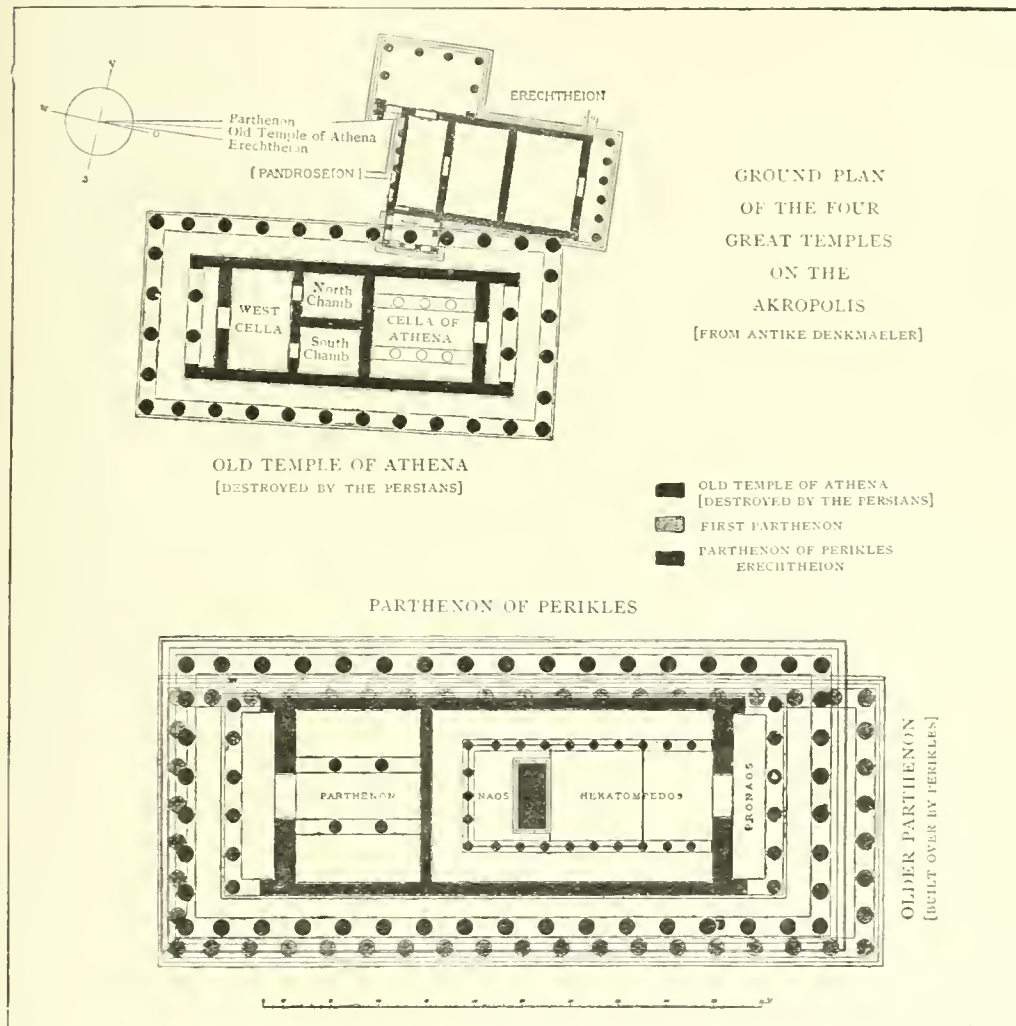 N
W
O
S
Parthenon
Old Temple of Athena
Erechtheion
[PANDROSEION]
ERECHTHEION
GROUND PLAN
OF THE FOUR
GREAT TEMPLES
ON THE
AKROPOLIS
[FROM ANTIKE DENKMAELER]
WEST
CELLA
North
Chamb
South
Chamb
CELLA OF
ATHENA
OLD TEMPLE OF ATHENA
[DESTROYED BY THE PERSIANS]
OLD TEMPLE OF ATHENA
[DESTROYED BY THE PERSIANS]
FIRST PARTHENON
PARTHENON OF PERIKLES
ERECHTHEION
PARTHENON OF PERIKLES
PARTHENON
NAOS
HEKATOMPEDOS
PRONAOS
OLDER PARTHENON
[BUILT OVER BY PERIKLES]